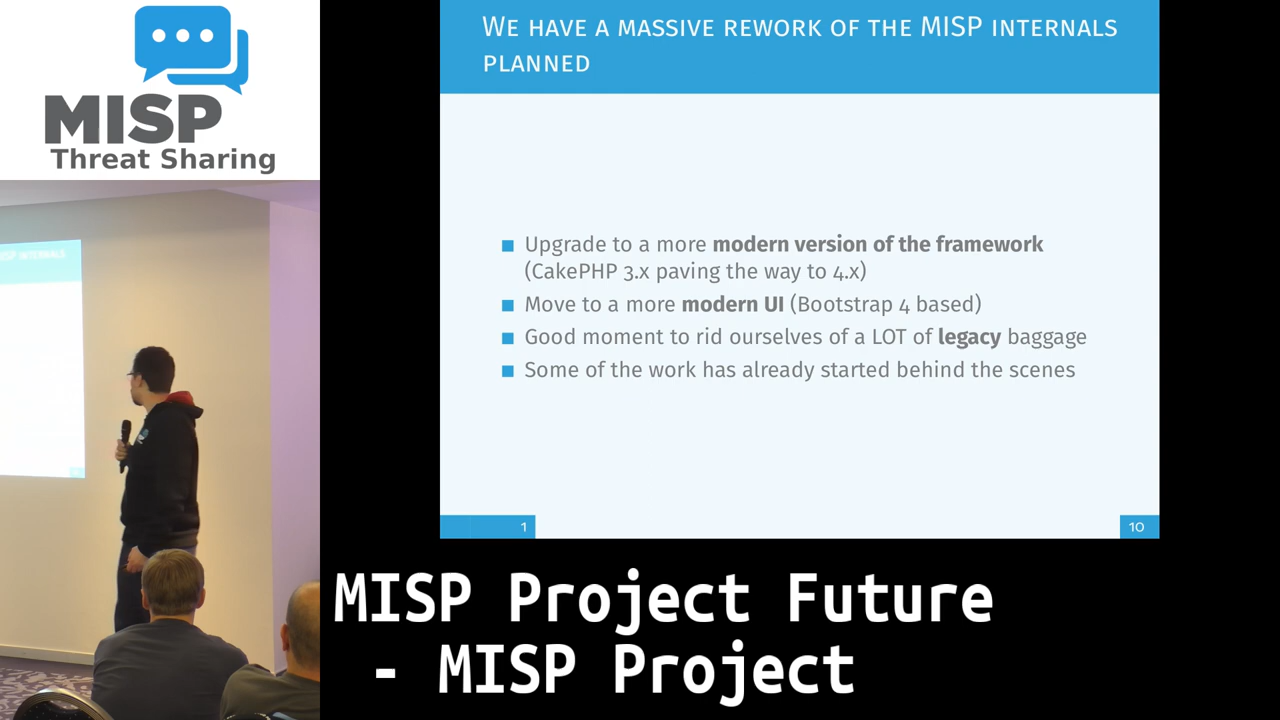 MISP
Threat Sharing
WE HAVE A MASSIVE REWORK OF THE MISP INTERNALS
PLANNED
Upgrade to a more modern version of the framework
(CakePHP 3.x paving the way to 4.x)
Move to a more modern UI (Bootstrap 4 based)
Good moment to rid ourselves of a LOT of legacy baggage
Some of the work has already started behind the scenes
1
10
MISP INTERNALS
MISP Project Future
- MISP Project